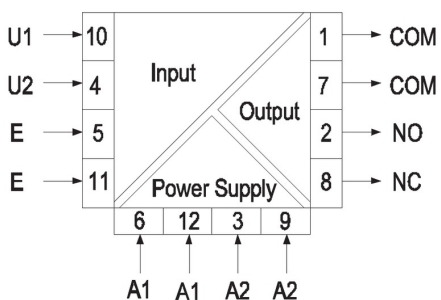 U1 10 1 COM
Input
U2 4 7 COM
Output
E 5 2 NO
E 11 8 NC
Power Supply
6 12 3 9
A1 A1 A2 A2